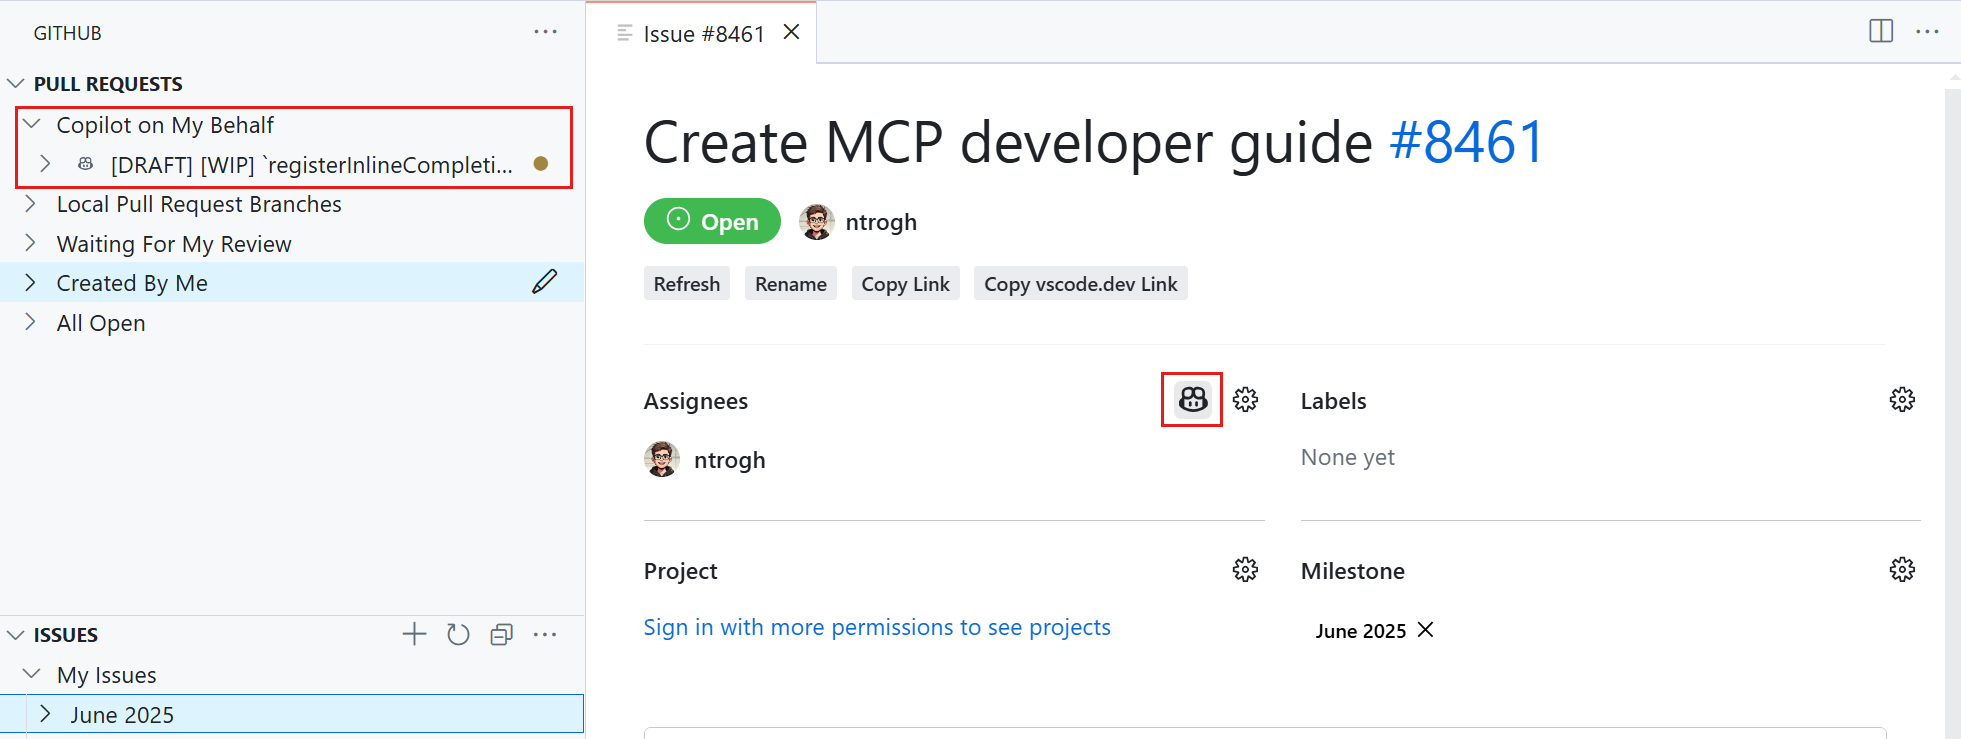 GITHUB
PULL REQUESTS
Copilot on My Behalf
[DRAFT] [WIP] `registerInlineCompleti...
Local Pull Request Branches
Waiting For My Review
Created By Me
All Open
ISSUES
My Issues
June 2025
Issue #8461
Create MCP developer guide #8461
Open ntrogh
Refresh Rename Copy Link Copy vscode.dev Link
Assignees
ntrogh
Labels
None yet
Project
Sign in with more permissions to see projects
Milestone
June 2025